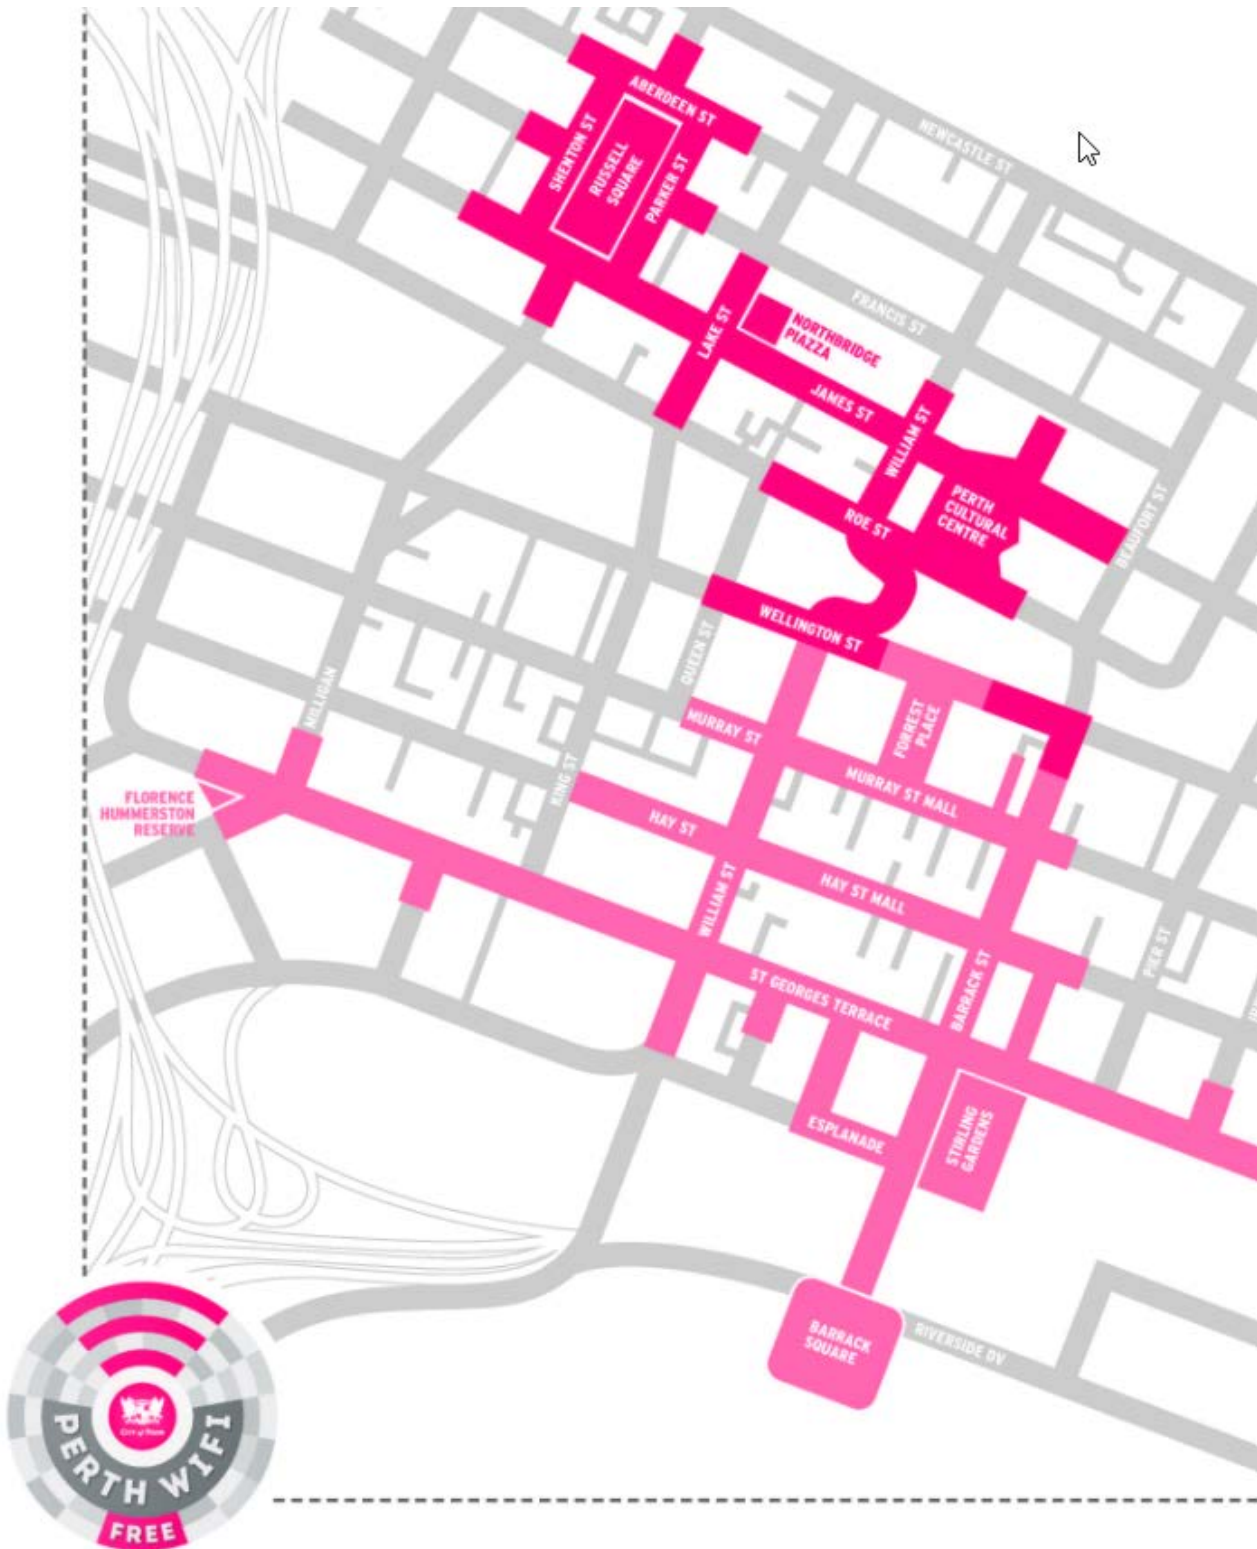 ABERDEEN ST
NEWCASTLE ST
SHENTON ST
RUSSELL
SQUARE
PARKER ST
FRANCIS ST
LAKE ST
NORTHBRIDGE
PIAZZA
JAMES ST
WILLIAM ST
PERTH
CULTURAL
CENTRE
ROE ST
BEAUFORT ST
WELLINGTON ST
QUEEN ST
MILLIGAN
MURRAY ST
FORREST
PLACE
KING ST
MURRAY ST MALL
FLORENCE
HUMMERSTON
RESERVE
HAY ST
HAY ST MALL
WILLIAM ST
PIER ST
ST GEORGES TERRACE
BARRACK ST
ESPLANADE
STIRLING
GARDENS
BARRACK
SQUARE
RIVERSIDE DV
CITY of PERTH
PERTH WIFI
FREE